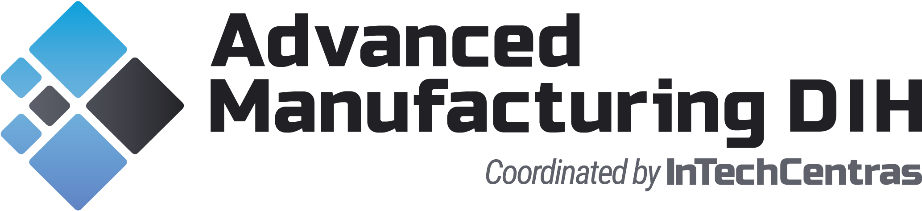 Advanced
Manufacturing DIH
Coordinated by InTechCentras